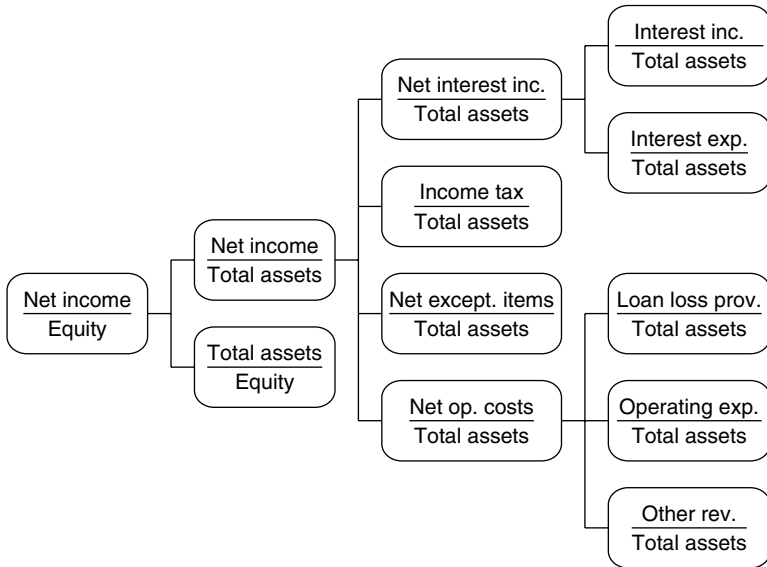 Net income
Equity
Net income
Total assets
Total assets
Equity
Net interest inc.
Total assets
Income tax
Total assets
Net except. items
Total assets
Net op. costs
Total assets
Interest inc.
Total assets
Interest exp.
Total assets
Loan loss prov.
Total assets
Operating exp.
Total assets
Other rev.
Total assets